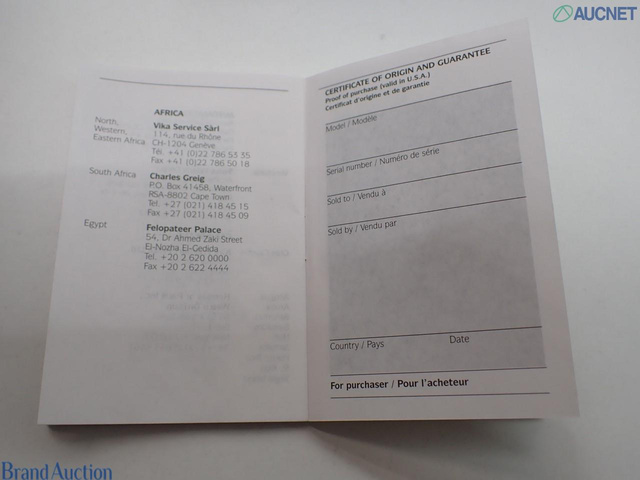 AUCNET
AFRICA
North,
Western,
Eastern Africa
Vika Service Sàrl
114, rue du Rhône
CH-1204 Genève
Tél. +41 (0)22 786 53 35
Fax +41 (0)22 786 50 18
South Africa
Charles Greig
P.O. Box 41458, Waterfront
RSA-8802 Cape Town
Tel. +27 (021) 418 45 15
Fax +27 (021) 418 45 09
Egypt
Felopateer Palace
54, Dr Ahmed Zaki Street
El-Nozha El-Gedida
Tel. +20 2 620 0000
Fax +20 2 622 4444
CERTIFICATE OF ORIGIN AND GUARANTEE
Proof of purchase (valid in U.S.A.)
Certificat d'origine et de garantie
Model / Modèle
Serial number / Numéro de série
Sold to / Vendu à
Sold by / Vendu par
Country / Pays Date
For purchaser / Pour l'acheteur
Brand Auction